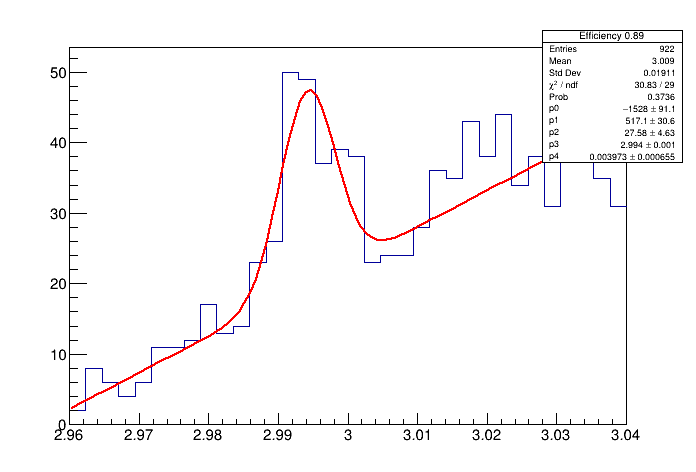 Efficiency 0.89
Entries 922
Mean 3.009
Std Dev 0.01911
χ² / ndf 30.83 / 29
Prob 0.3736
p0 −1528 ± 91.1
p1 517.1 ± 30.6
p2 27.58 ± 4.63
p3 2.994 ± 0.001
p4 0.003973 ± 0.000655
50
40
30
20
10
0
2.96 2.97 2.98 2.99 3 3.01 3.02 3.03 3.04